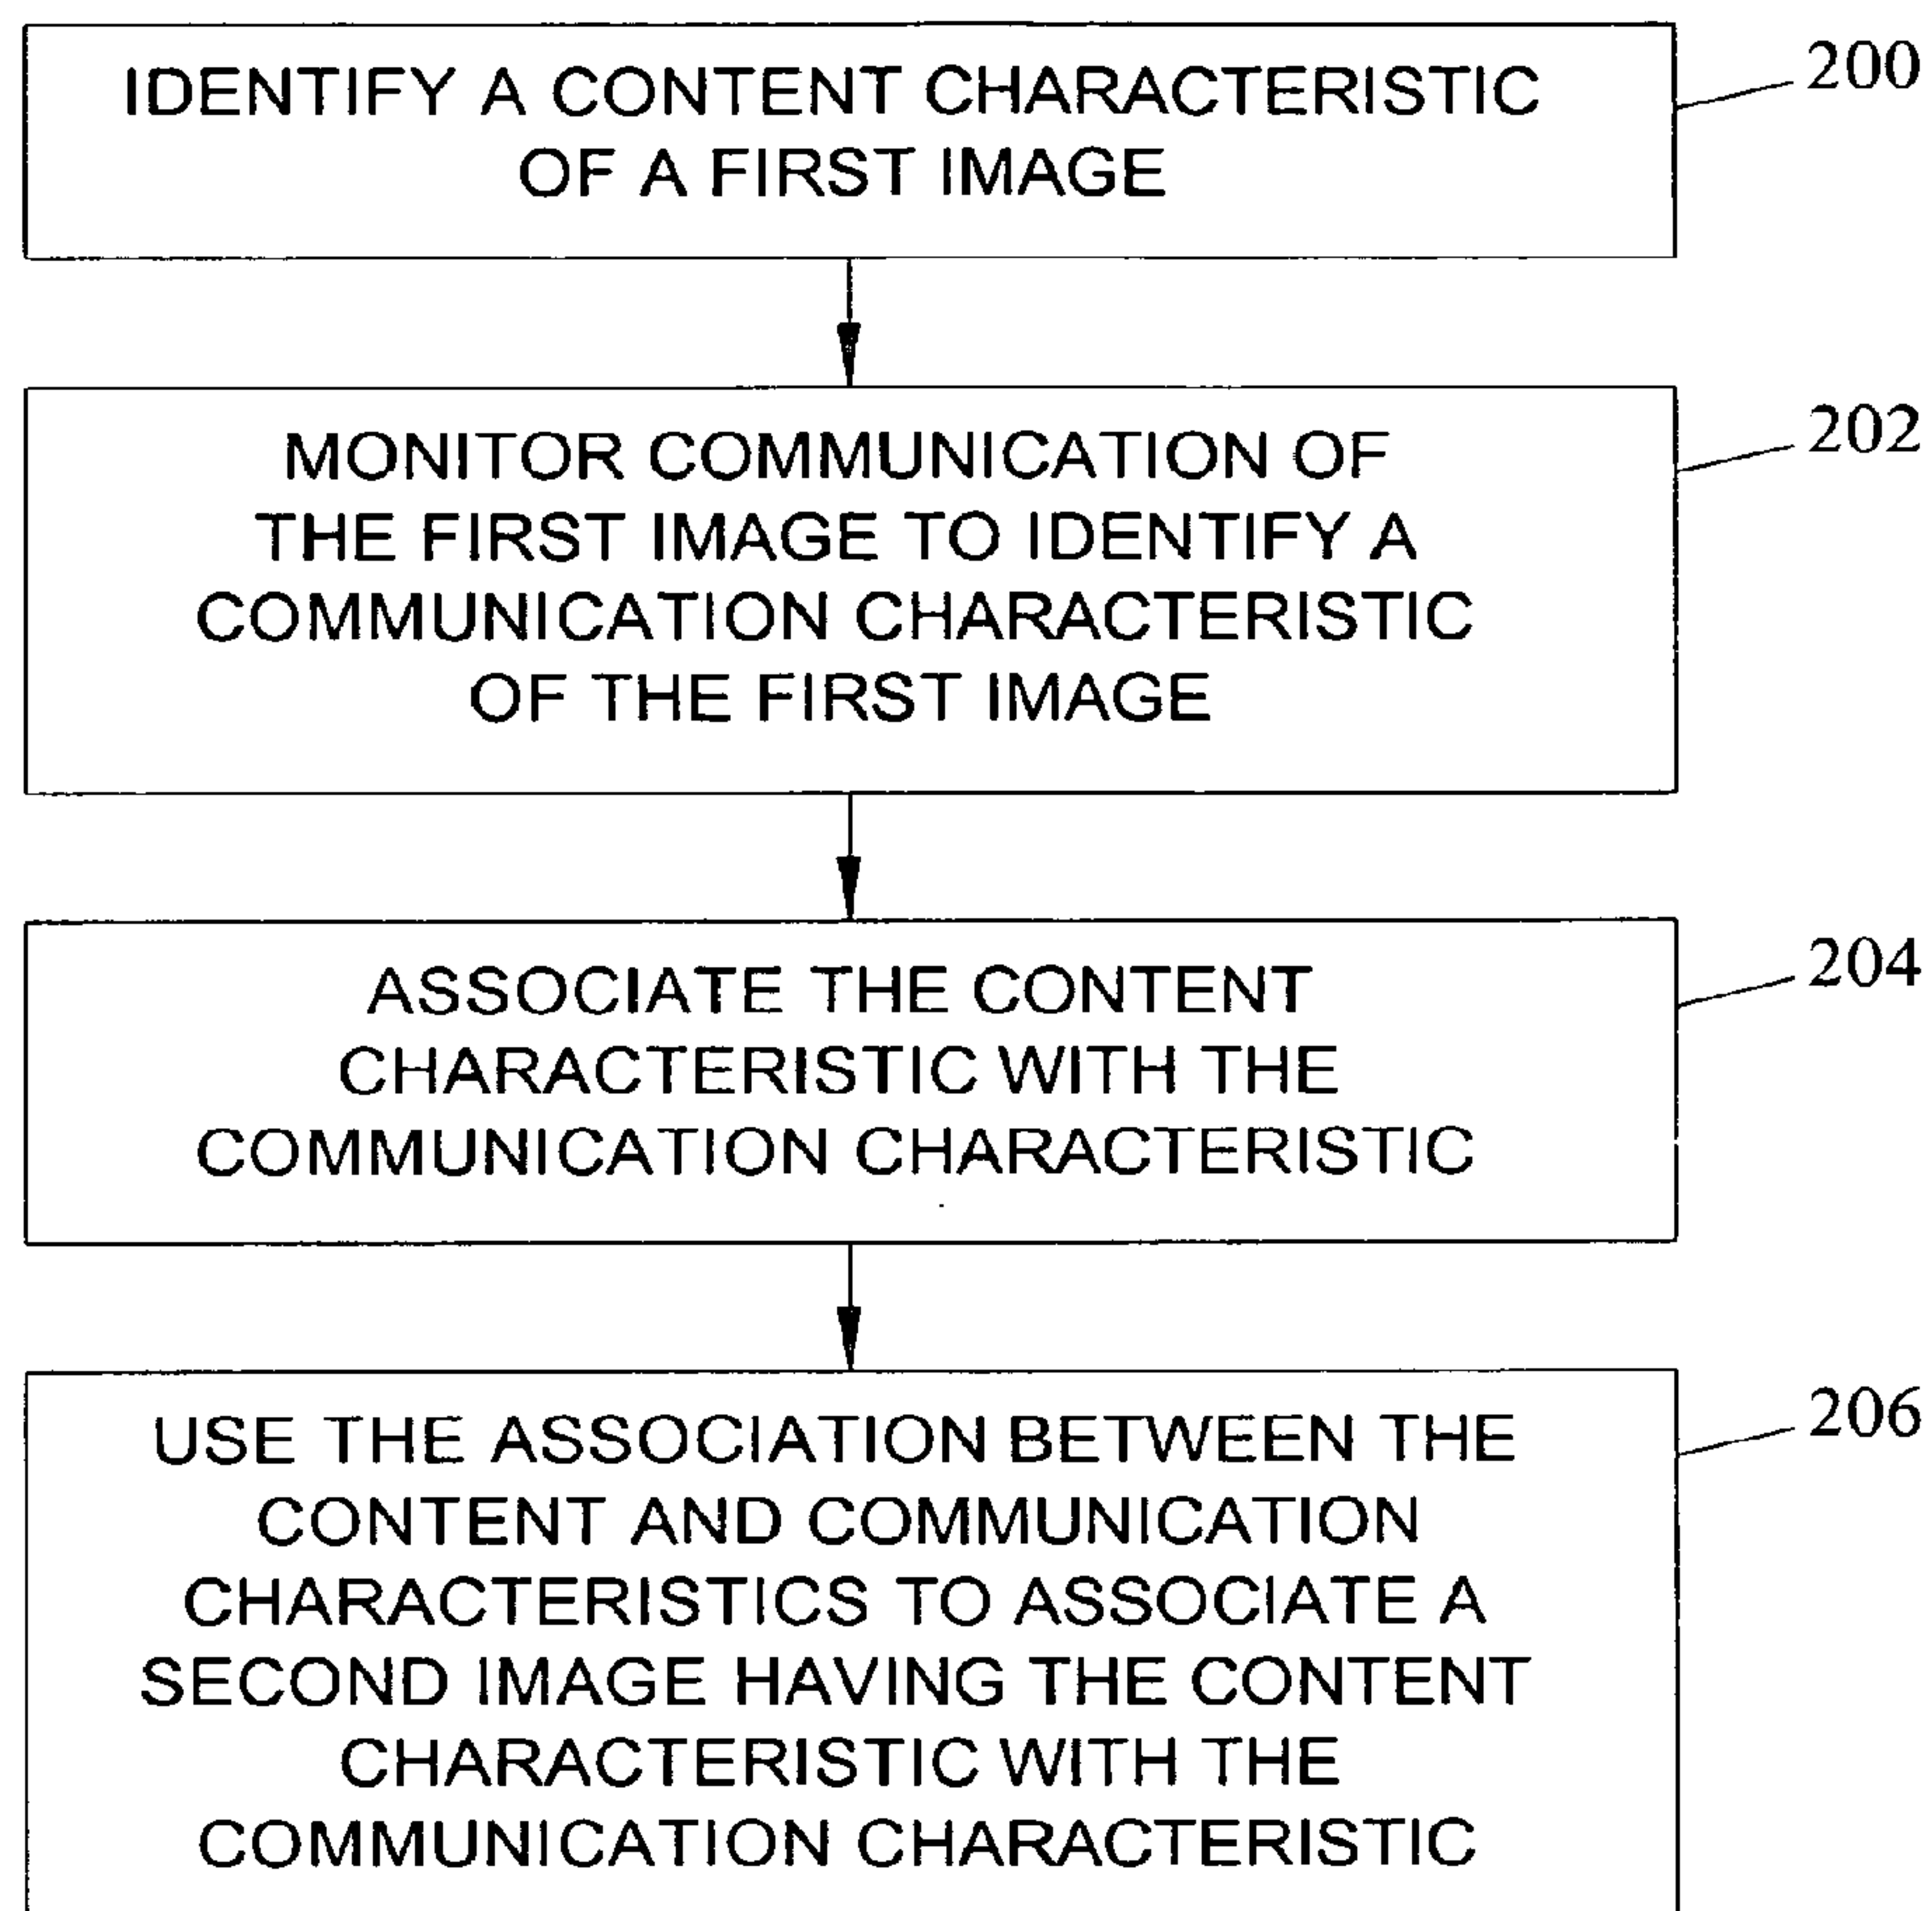 IDENTIFY A CONTENT CHARACTERISTIC
OF A FIRST IMAGE
200
MONITOR COMMUNICATION OF
THE FIRST IMAGE TO IDENTIFY A
COMMUNICATION CHARACTERISTIC
OF THE FIRST IMAGE
202
ASSOCIATE THE CONTENT
CHARACTERISTIC WITH THE
COMMUNICATION CHARACTERISTIC
204
USE THE ASSOCIATION BETWEEN THE
CONTENT AND COMMUNICATION
CHARACTERISTICS TO ASSOCIATE A
SECOND IMAGE HAVING THE CONTENT
CHARACTERISTIC WITH THE
COMMUNICATION CHARACTERISTIC
206